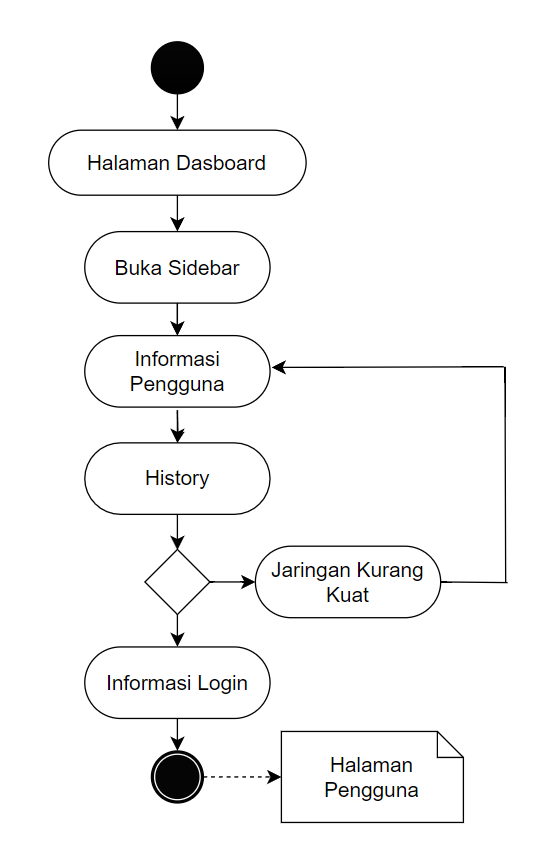 Halaman Dasboard
Buka Sidebar
Informasi
Pengguna
History
Jaringan Kurang
Kuat
Informasi Login
Halaman
Pengguna